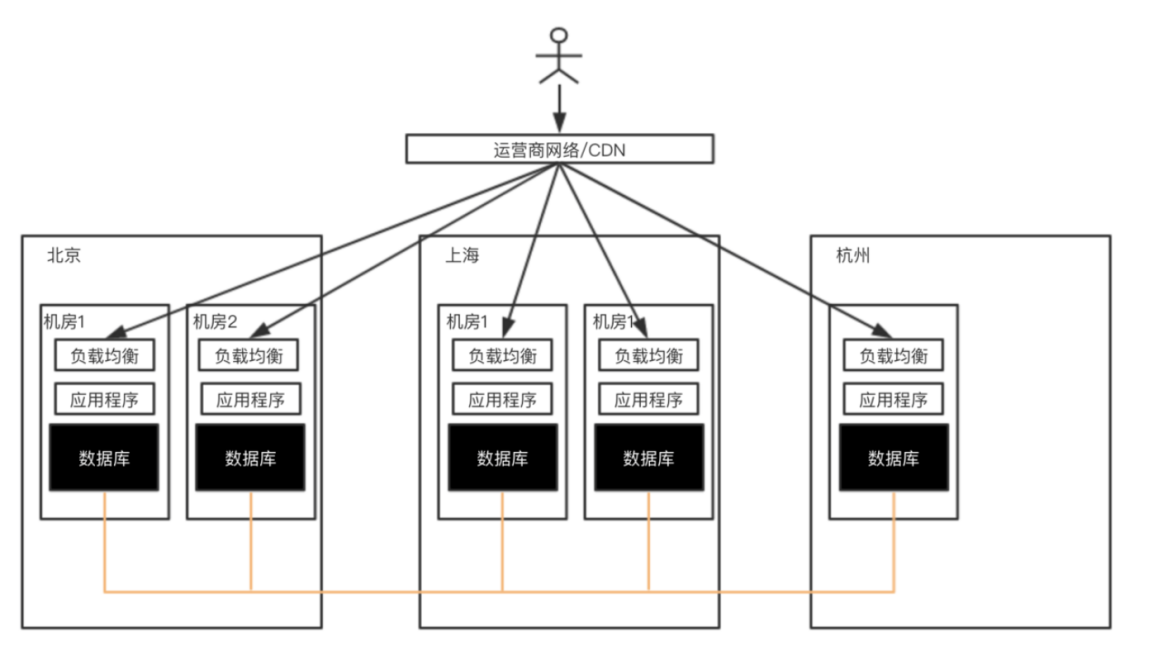 运营商网络/CDN
北京
上海
杭州
机房1
机房2
机房1
机房1
负载均衡
负载均衡
负载均衡
负载均衡
负载均衡
应用程序
应用程序
应用程序
应用程序
应用程序
数据库
数据库
数据库
数据库
数据库